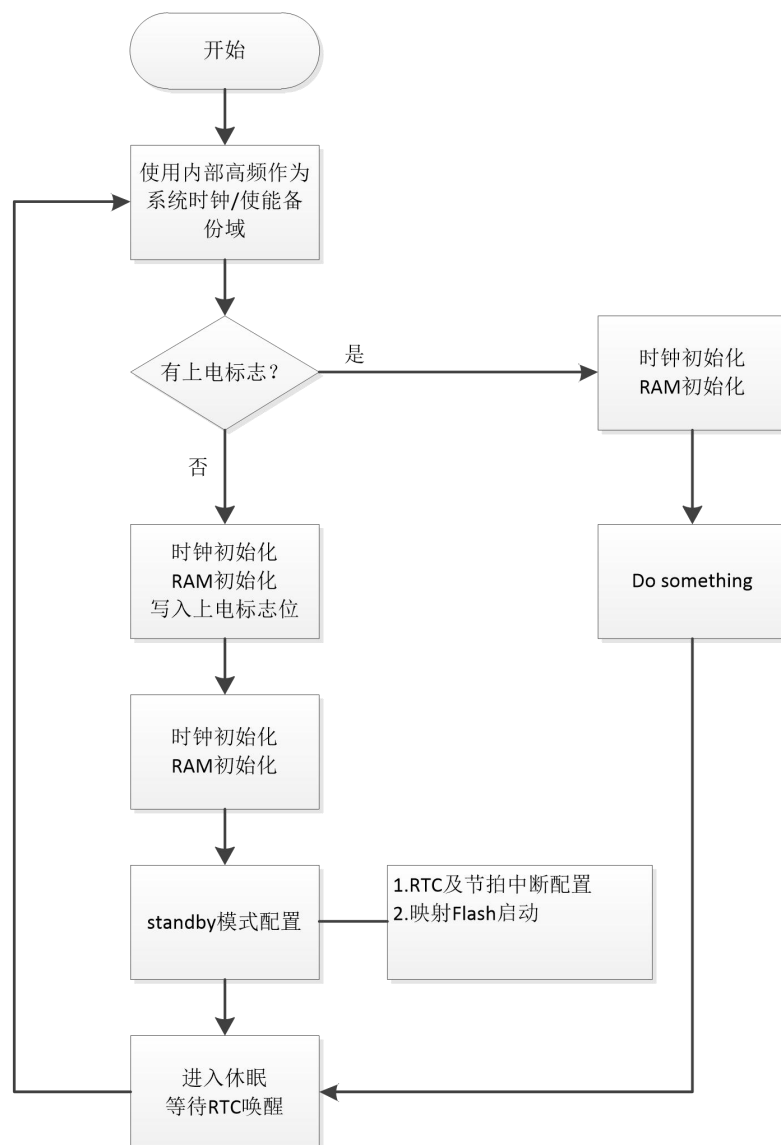 开始
使用内部高频作为
系统时钟/使能备
份域
有上电标志？
是
时钟初始化
RAM初始化
否
时钟初始化
RAM初始化
写入上电标志位
Do something
时钟初始化
RAM初始化
standby模式配置
1.RTC及节拍中断配置
2.映射Flash启动
进入休眠
等待RTC唤醒